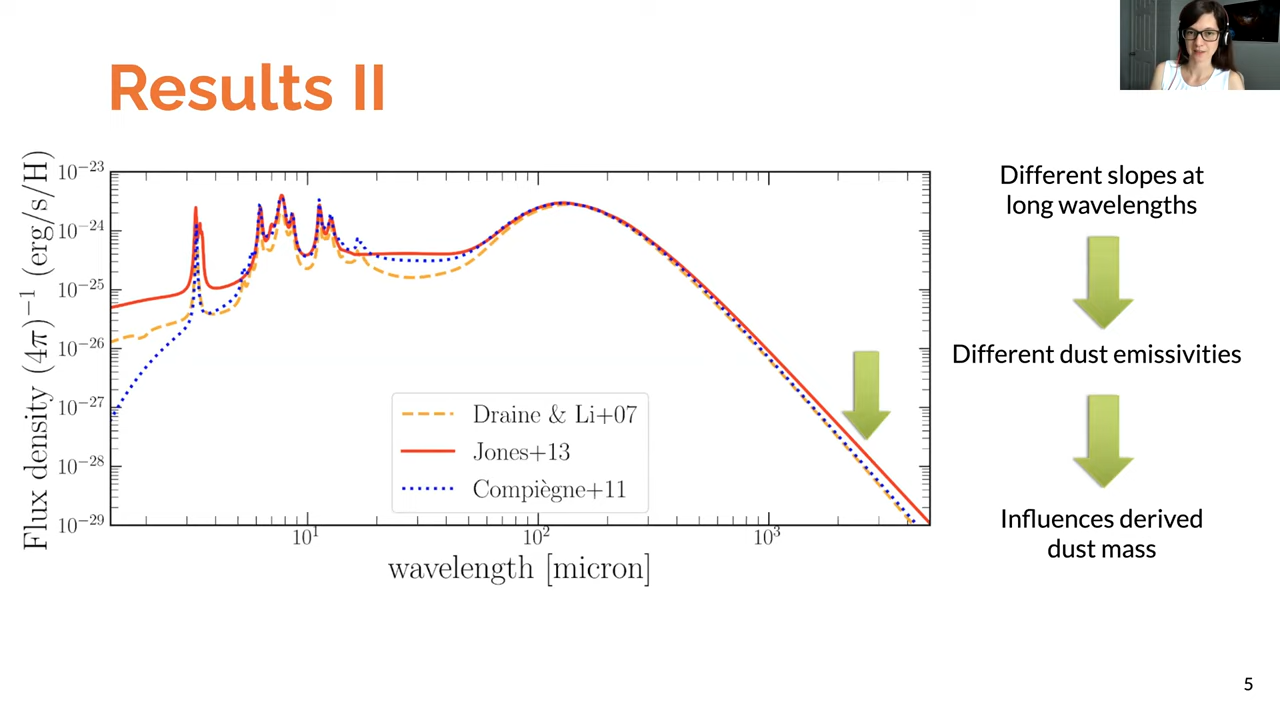 Results II
Flux density (4π)⁻¹ (erg/s/H)
10⁻²³
10⁻²⁴
10⁻²⁵
10⁻²⁶
10⁻²⁷
10⁻²⁸
10⁻²⁹
Draine & Li+07
Jones+13
Compiègne+11
10¹
10²
10³
wavelength [micron]
Different slopes at
long wavelengths
Different dust emissivities
Influences derived
dust mass
5